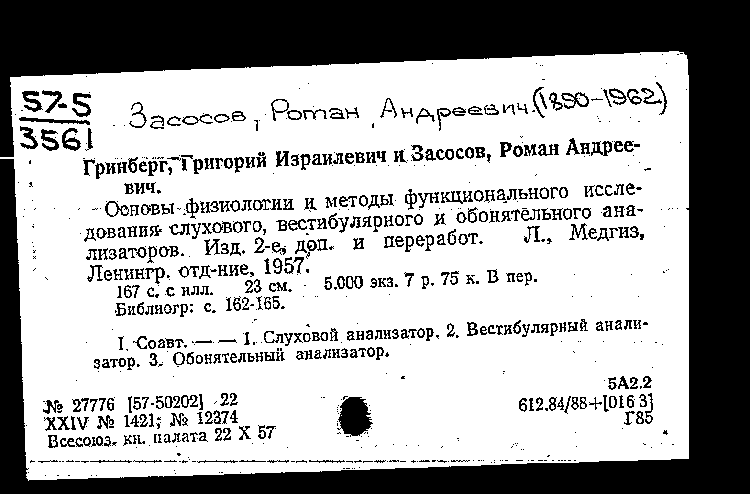 57-5
3561
Засосов, Роман Андреевич (1890-1962)
Гринберг, Григорий Израилевич и Засосов, Роман Андрее-
вич.
Основы физиологии и методы функционального иссле-
дования слухового, вестибулярного и обонятельного ана-
лизаторов. Изд. 2-е, доп. и переработ. Л., Медгиз,
Ленингр. отд-ние, 1957.
167 с. с илл. 23 см. 5.000 экз. 7 р. 75 к. В пер.
Библиогр: с. 162-165.
I. Соавт. — — 1. Слуховой анализатор. 2. Вестибулярный анали-
затор. 3. Обонятельный анализатор.
5А2.2
№ 27776 [57-50202] 22
612.84/88+[016 3]
XXIV № 1421; № 12374
Г85
Всесоюз. кн. палата 22 X 57